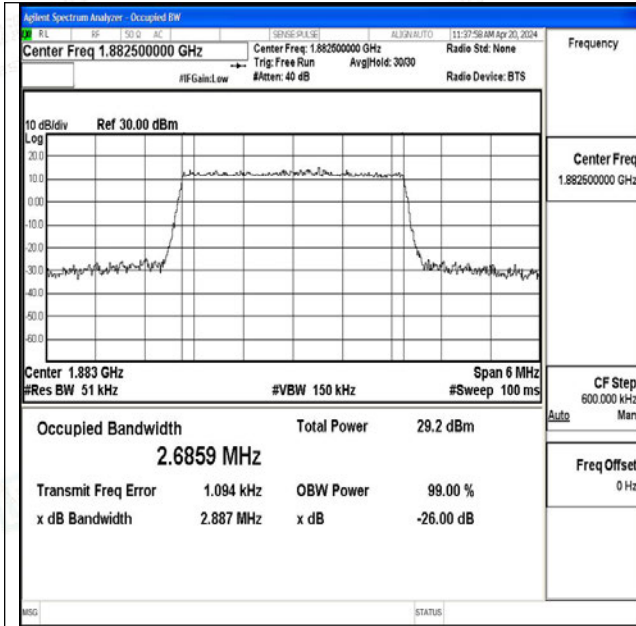 Agilent Spectrum Analyzer - Occupied BW
RL RF 50 Ω AC SENSE:PULSE ALIGN AUTO 11:37:58 AM Apr 20, 2024
Center Freq 1.882500000 GHz
Center Freq: 1.882500000 GHz
Radio Std: None
Trig: Free Run Avg|Hold: 30/30
#IFGain:Low #Atten: 40 dB
Radio Device: BTS
10 dB/div Ref 30.00 dBm
Log
20.0
10.0
0.00
-10.0
-20.0
-30.0
-40.0
-50.0
-60.0
Center 1.883 GHz Span 6 MHz
#Res BW 51 kHz #VBW 150 kHz #Sweep 100 ms
Occupied Bandwidth Total Power 29.2 dBm
2.6859 MHz
Transmit Freq Error 1.094 kHz OBW Power 99.00 %
x dB Bandwidth 2.887 MHz x dB -26.00 dB
MSG STATUS
Frequency
Center Freq
1.882500000 GHz
CF Step
600.000 kHz
Auto Man
Freq Offset
0 Hz